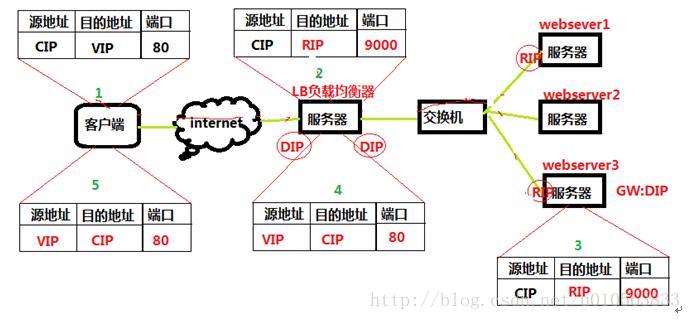 源地址 目的地址 端口
CIP VIP 80
源地址 目的地址 端口
CIP RIP 9000
websever1
服务器
RIP
1
2
LB负载均衡器
客户端
internet
服务器
交换机
webserver2
服务器
DIP
DIP
webserver3
服务器
RIP
GW:DIP
5
源地址 目的地址 端口
VIP CIP 80
4
源地址 目的地址 端口
VIP CIP 80
3
源地址 目的地址 端口
CIP RIP 9000